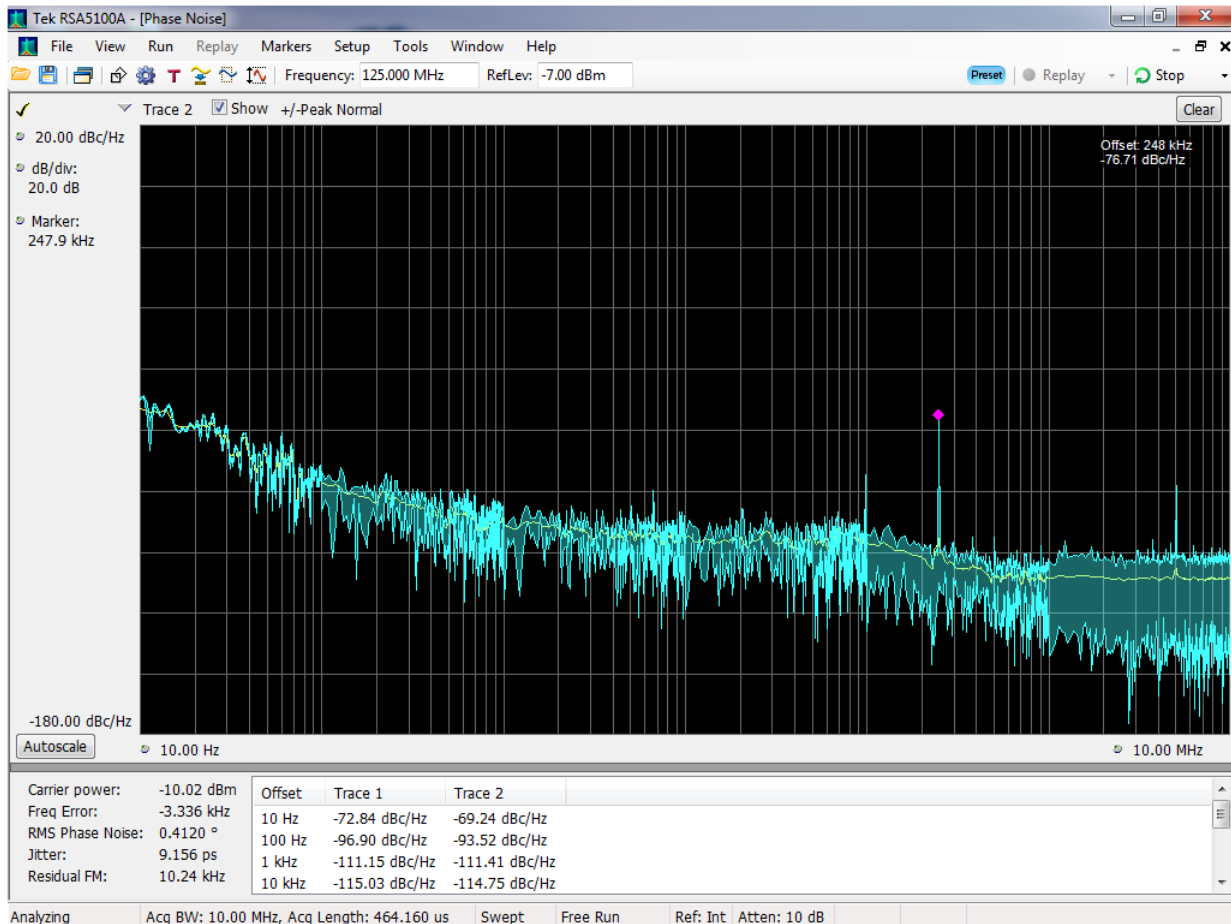 Tek RSA5100A - [Phase Noise]
File View Run Replay Markers Setup Tools Window Help
Frequency: 125.000 MHz RefLev: -7.00 dBm Preset Replay Stop
Trace 2 Show +/-Peak Normal Clear
20.00 dBc/Hz
dB/div:
20.0 dB
Marker:
247.9 kHz
Offset: 248 kHz
-76.71 dBc/Hz
-180.00 dBc/Hz
Autoscale 10.00 Hz 10.00 MHz
Carrier power: -10.02 dBm
Freq Error: -3.336 kHz
RMS Phase Noise: 0.4120 °
Jitter: 9.156 ps
Residual FM: 10.24 kHz
Offset Trace 1 Trace 2
10 Hz -72.84 dBc/Hz -69.24 dBc/Hz
100 Hz -96.90 dBc/Hz -93.52 dBc/Hz
1 kHz -111.15 dBc/Hz -111.41 dBc/Hz
10 kHz -115.03 dBc/Hz -114.75 dBc/Hz
Analyzing Acq BW: 10.00 MHz, Acq Length: 464.160 us Swept Free Run Ref: Int Atten: 10 dB